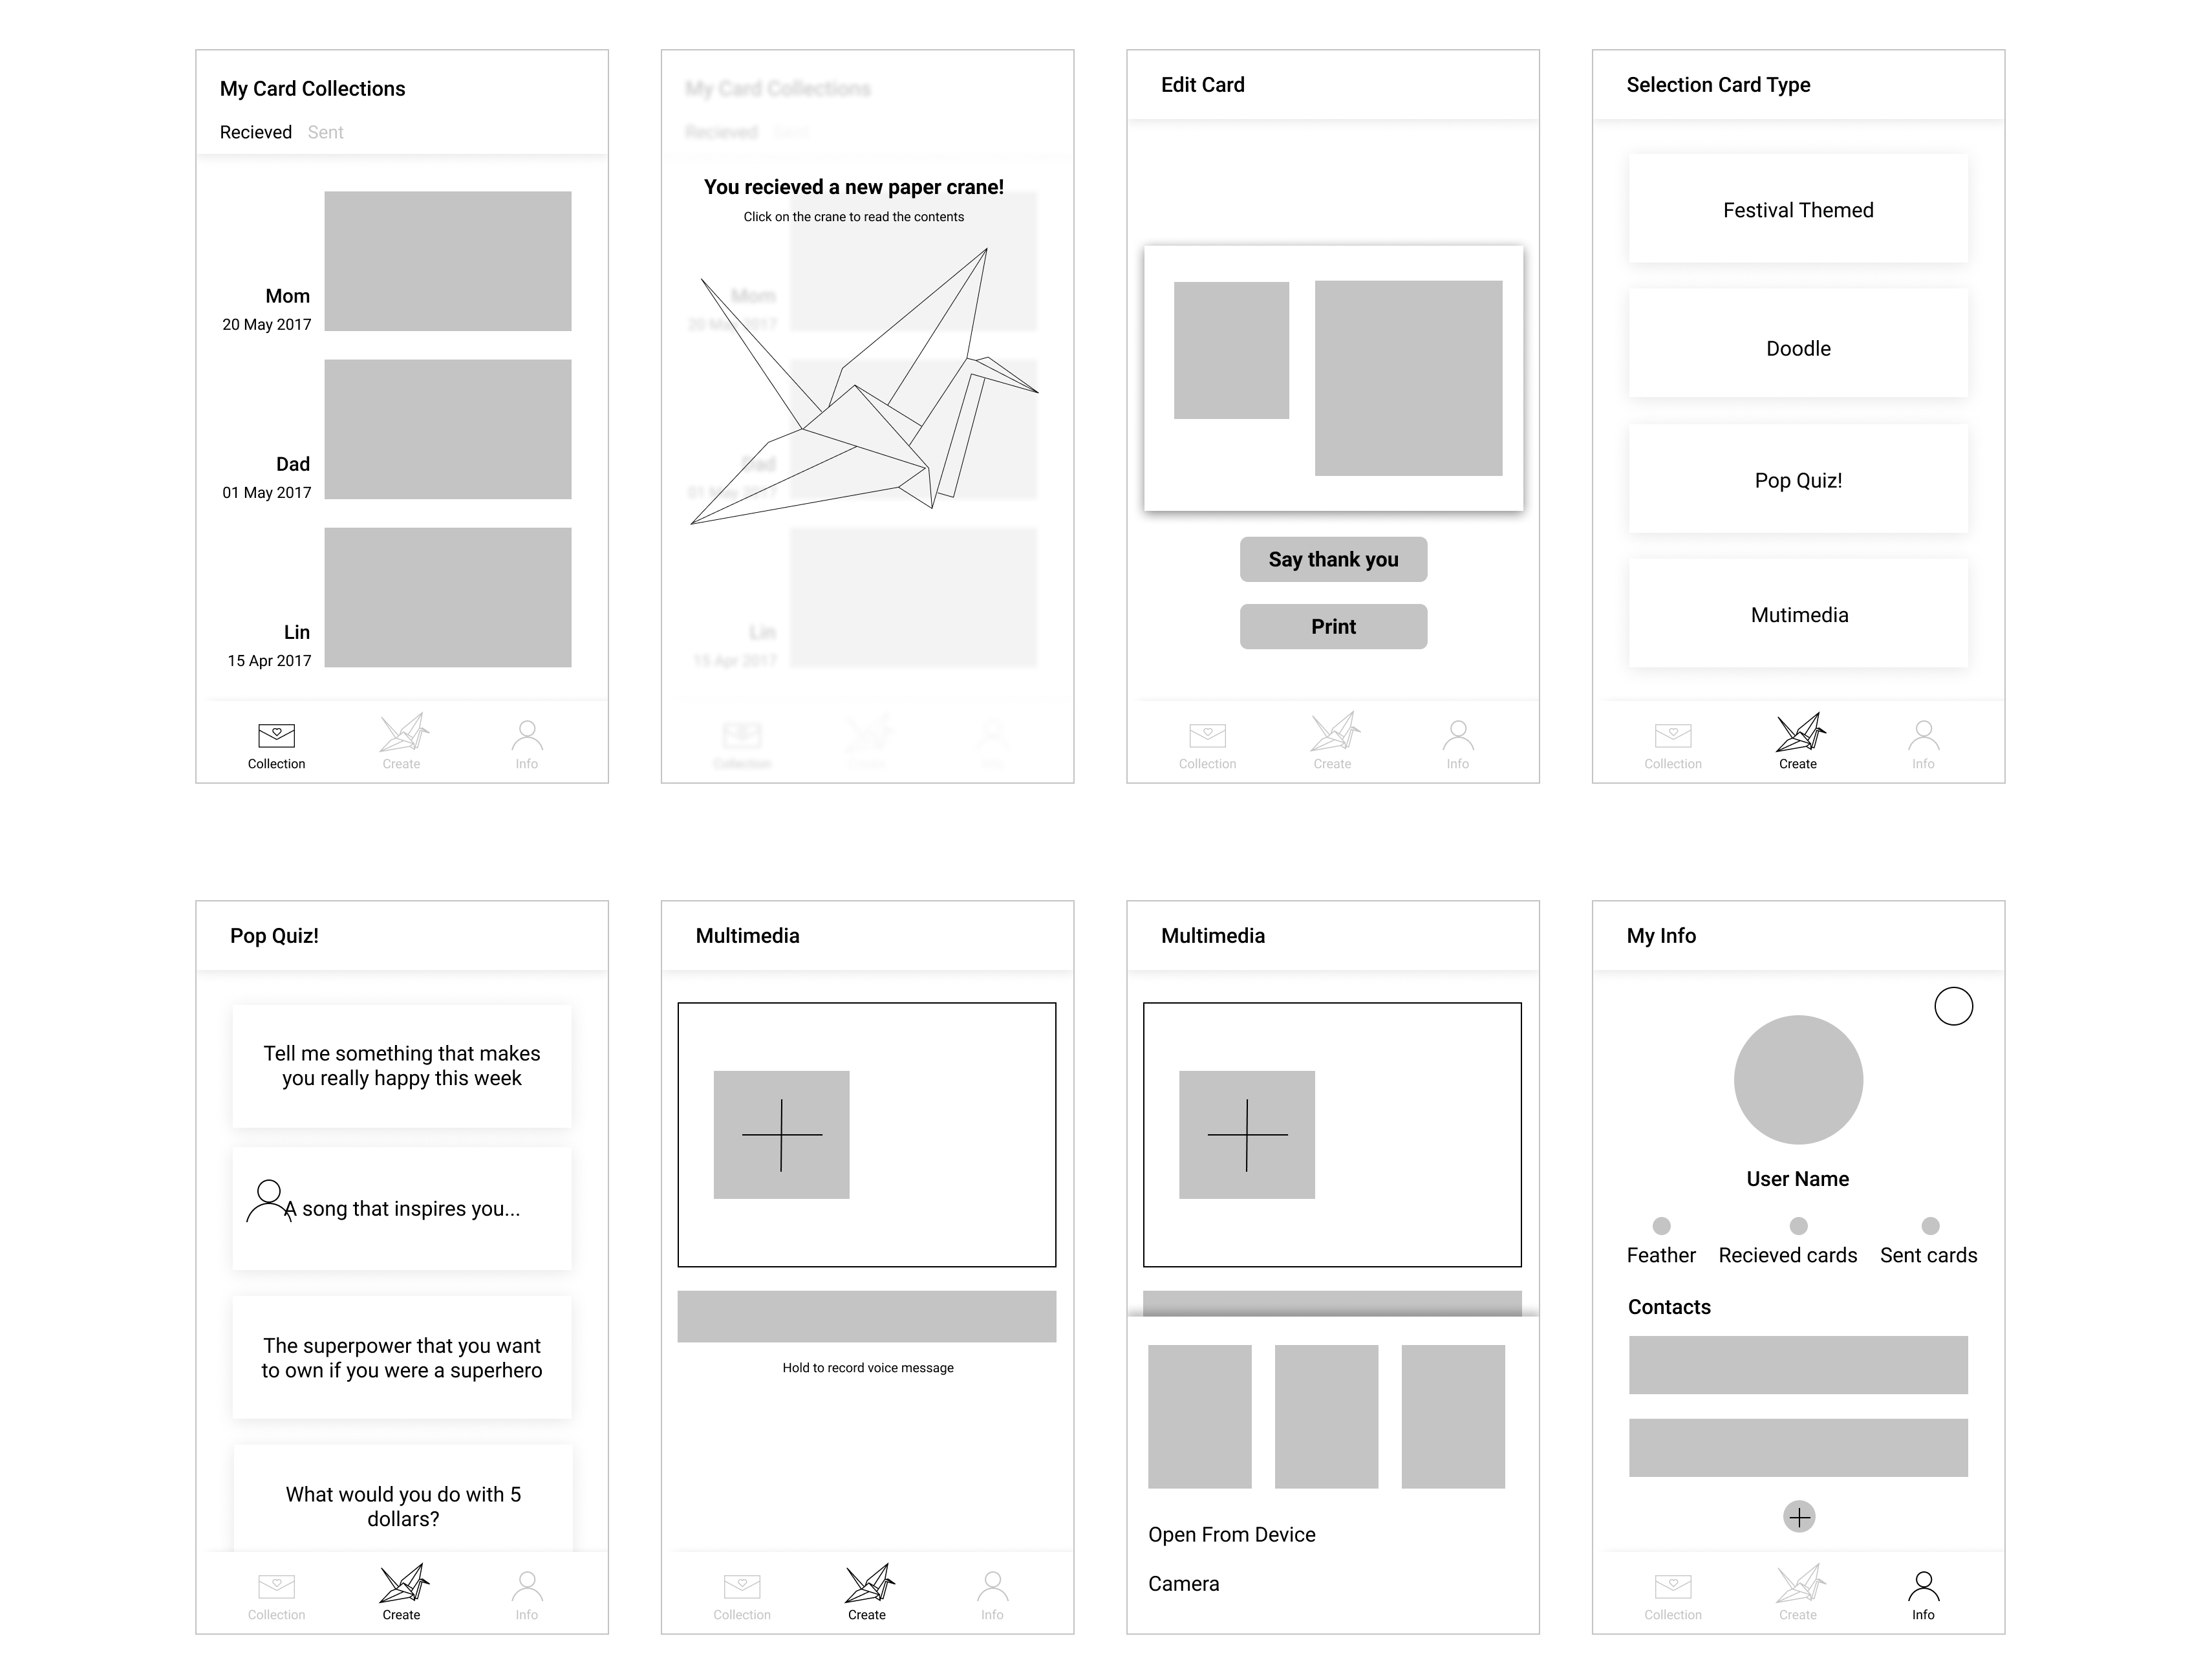 My Card Collections
Recieved Sent
Mom
20 May 2017
Dad
01 May 2017
Lin
15 Apr 2017
Collection Create Info
My Card Collections
Recieved Sent
You recieved a new paper crane!
Click on the crane to read the contents
Mom
20 May 2017
Dad
01 May 2017
Lin
15 Apr 2017
Collection Create Info
Edit Card
Say thank you
Print
Collection Create Info
Selection Card Type
Festival Themed
Doodle
Pop Quiz!
Mutimedia
Collection Create Info
Pop Quiz!
Tell me something that makes
you really happy this week
A song that inspires you...
The superpower that you want
to own if you were a superhero
What would you do with 5
dollars?
Collection Create Info
Multimedia
Hold to record voice message
Collection Create Info
Multimedia
Open From Device
Camera
My Info
User Name
Feather Recieved cards Sent cards
Contacts
Collection Create Info